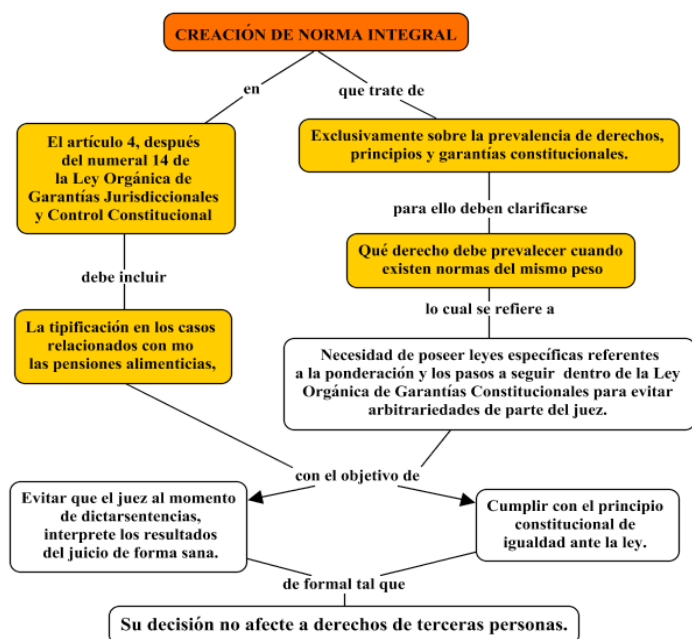 CREACIÓN DE NORMA INTEGRAL
en
que trate de
El artículo 4, después
del numeral 14 de
la Ley Orgánica de
Garantías Jurisdiccionales
y Control Constitucional
Exclusivamente sobre la prevalencia de derechos,
principios y garantías constitucionales.
para ello deben clarificarse
Qué derecho debe prevalecer cuando
existen normas del mismo peso
debe incluir
lo cual se refiere a
La tipificación en los casos
relacionados con mo
las pensiones alimenticias,
Necesidad de poseer leyes específicas referentes
a la ponderación y los pasos a seguir dentro de la Ley
Orgánica de Garantías Constitucionales para evitar
arbitrariedades de parte del juez.
con el objetivo de
Evitar que el juez al momento
de dictarsentencias,
interprete los resultados
del juicio de forma sana.
Cumplir con el principio
constitucional de
igualdad ante la ley.
de formal tal que
Su decisión no afecte a derechos de terceras personas.